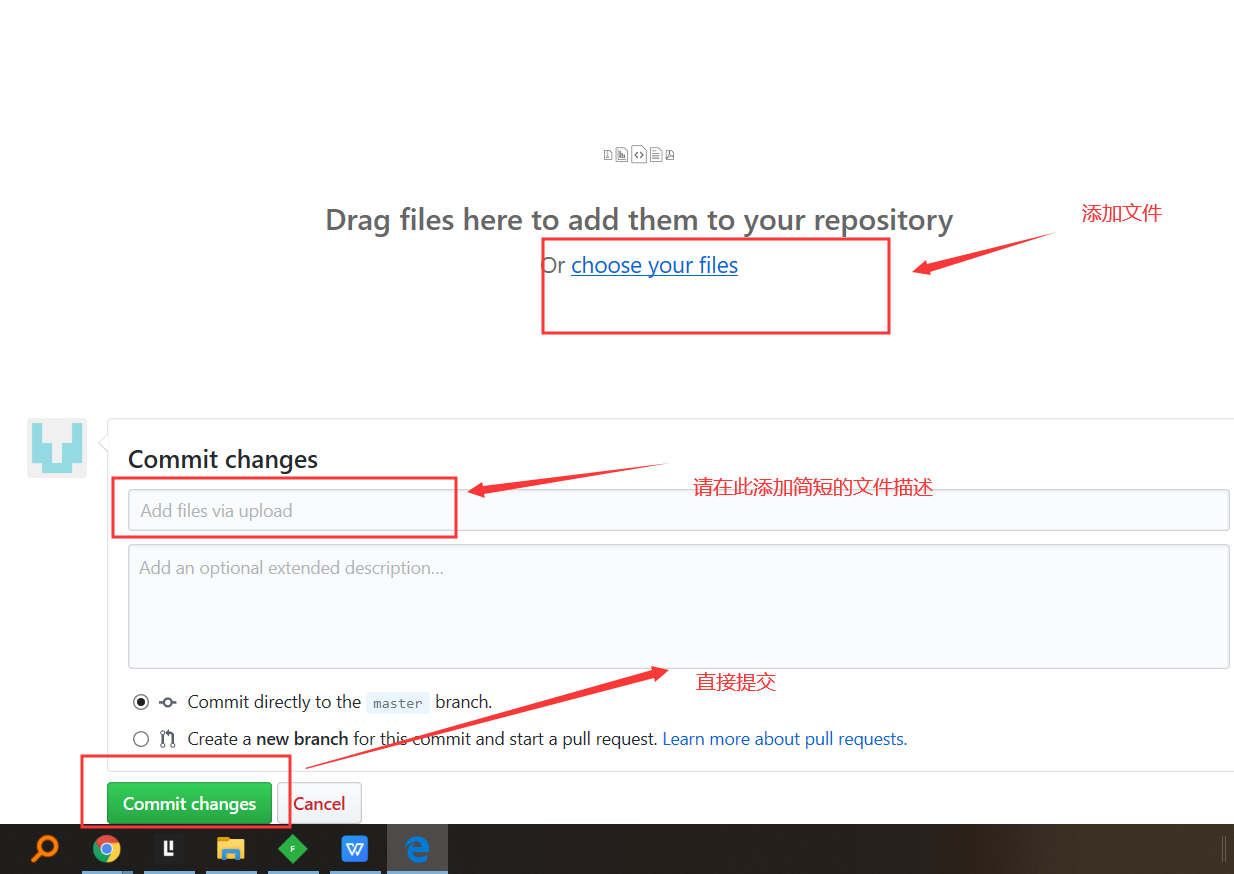 Drag files here to add them to your repository
添加文件
Or choose your files
Commit changes
请在此添加简短的文件描述
Add files via upload
Add an optional extended description...
直接提交
Commit directly to the master branch.
Create a new branch for this commit and start a pull request. Learn more about pull requests.
Commit changes
Cancel